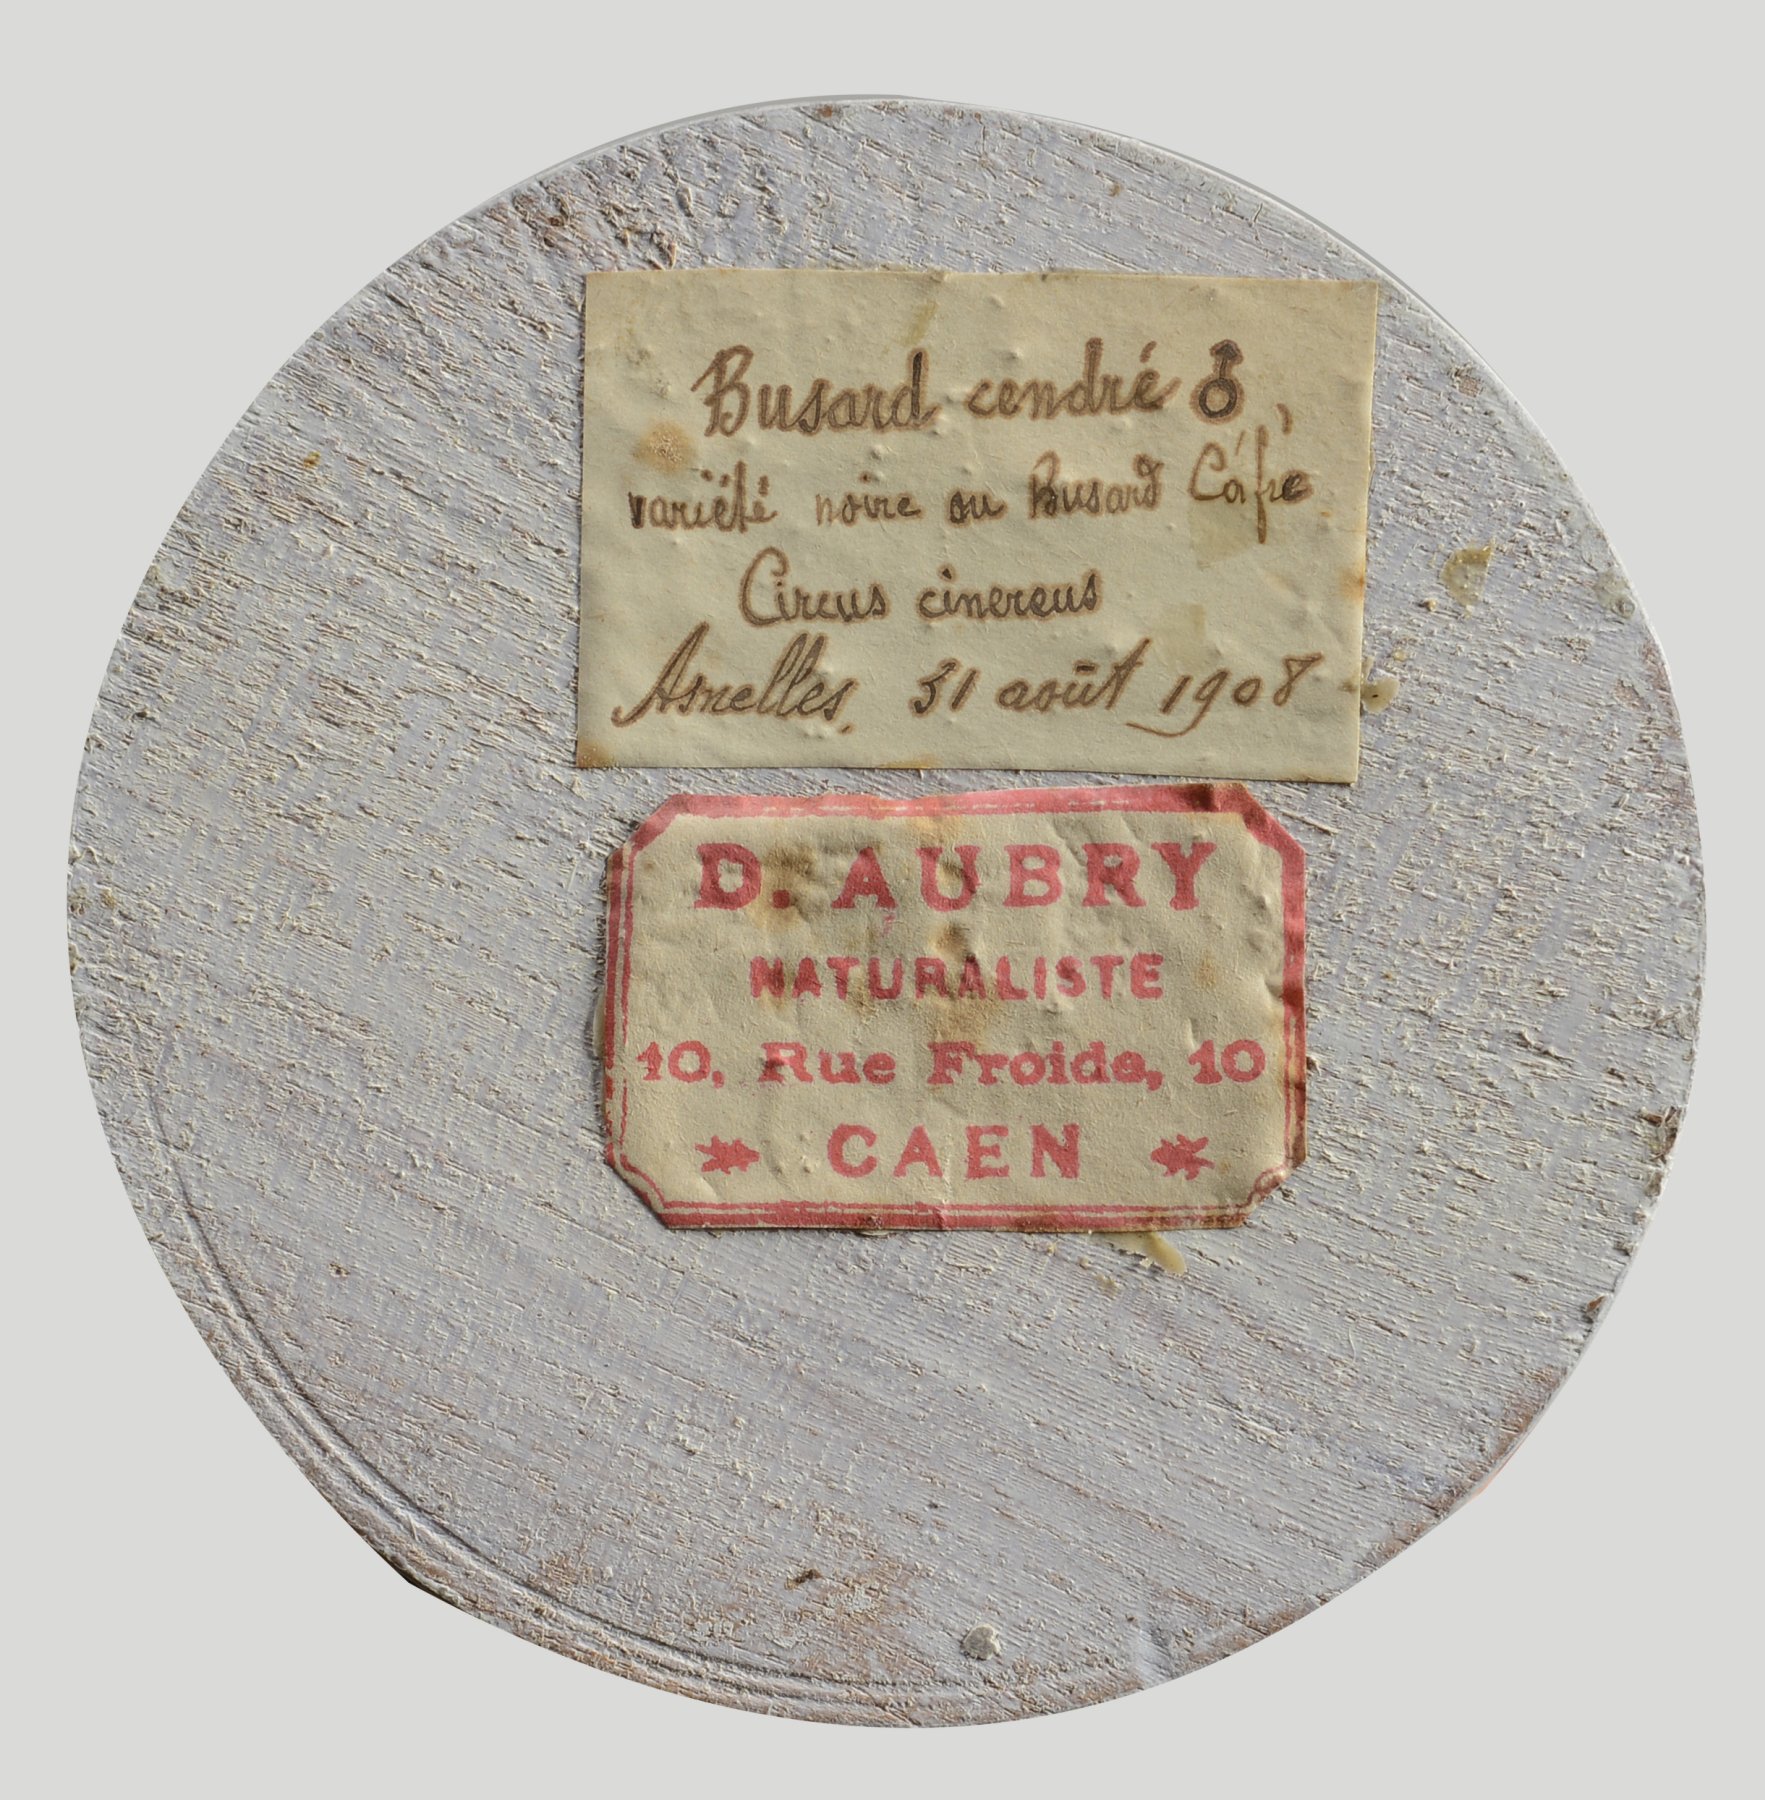 Busard cendré ♂,
variété noire ou Busard Cafre
Circus cinereus
Asnelles, 31 août 1908
D. AUBRY
NATURALISTE
10, Rue Froide, 10
CAEN